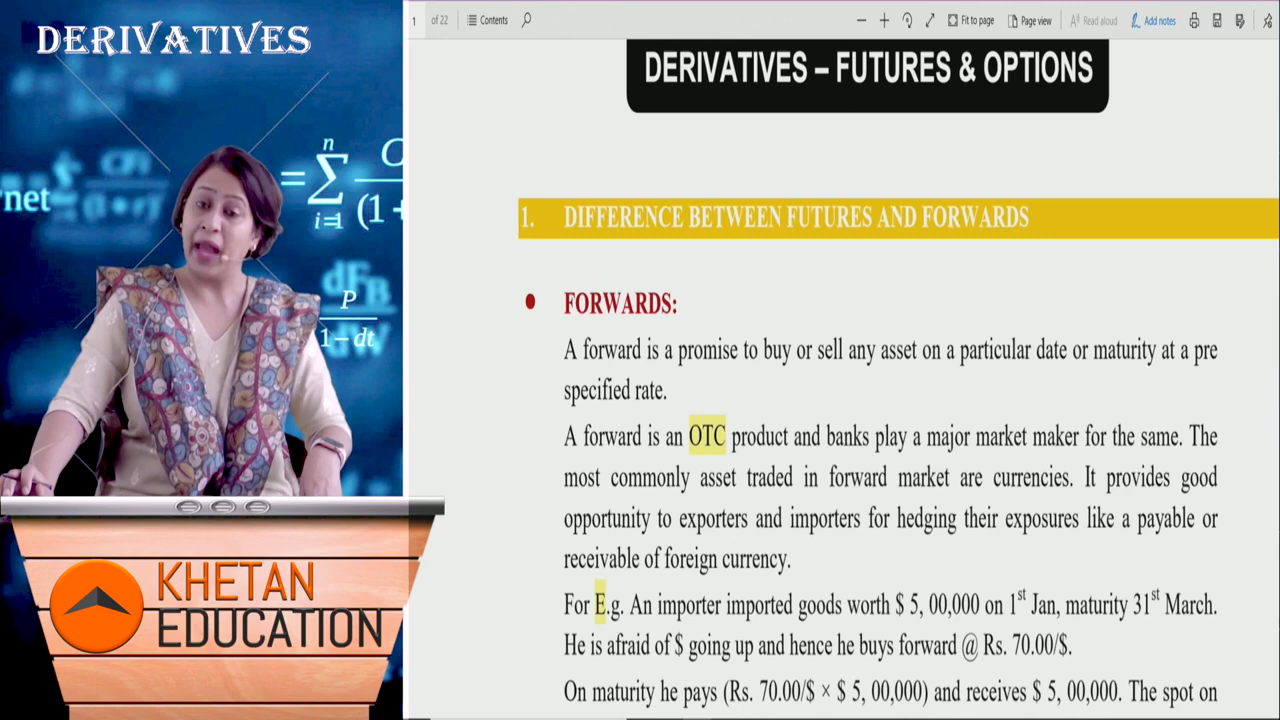 DERIVATIVES
net
= n ∑ i=1
(1+
dF_B
dW
P
1−dt
KHETAN
EDUCATION
1 of 22 Contents Fit to page Page view Read aloud Add notes
DERIVATIVES – FUTURES & OPTIONS
1. DIFFERENCE BETWEEN FUTURES AND FORWARDS
• FORWARDS:
A forward is a promise to buy or sell any asset on a particular date or maturity at a pre
specified rate.
A forward is an OTC product and banks play a major market maker for the same. The
most commonly asset traded in forward market are currencies. It provides good
opportunity to exporters and importers for hedging their exposures like a payable or
receivable of foreign currency.
For E.g. An importer imported goods worth $ 5, 00,000 on 1st Jan, maturity 31st March.
He is afraid of $ going up and hence he buys forward @ Rs. 70.00/$.
On maturity he pays (Rs. 70.00/$ × $ 5, 00,000) and receives $ 5, 00,000. The spot on